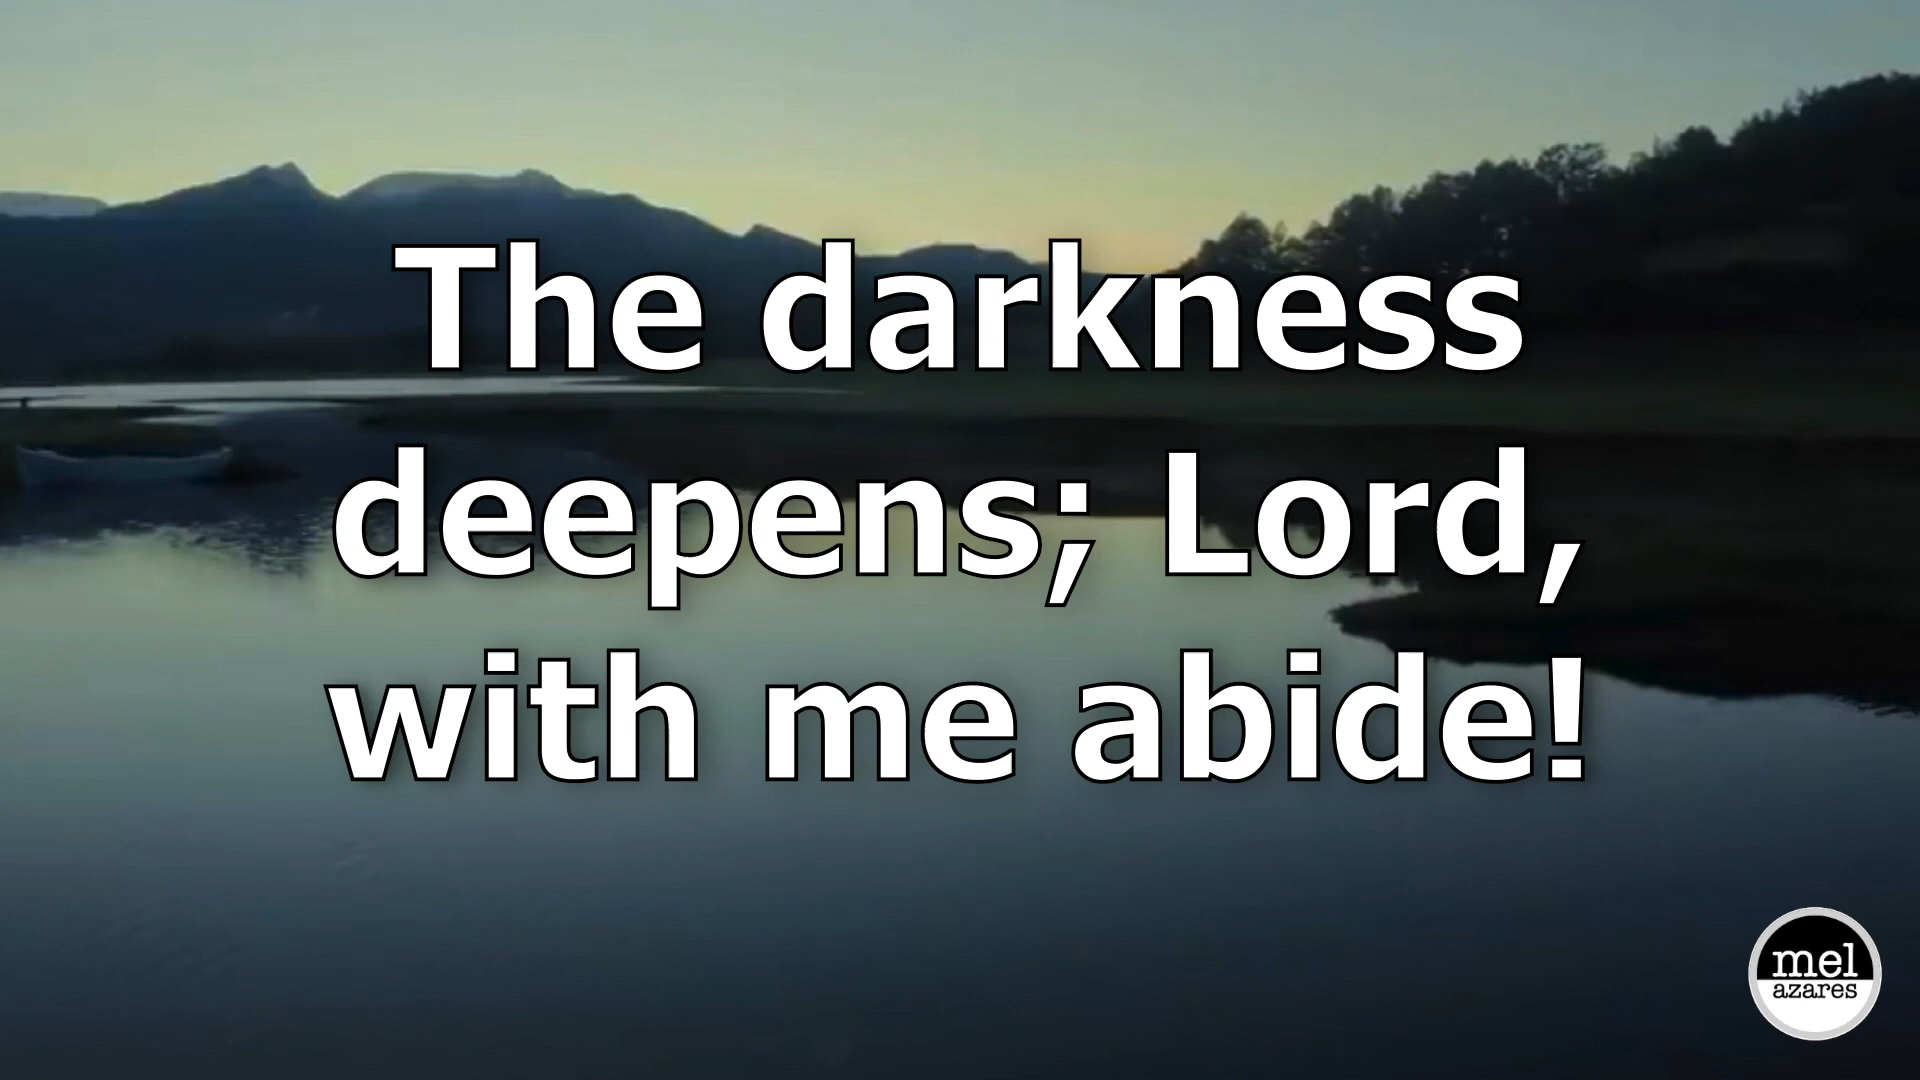 The darkness
deepens; Lord,
with me abide!
mel
azares